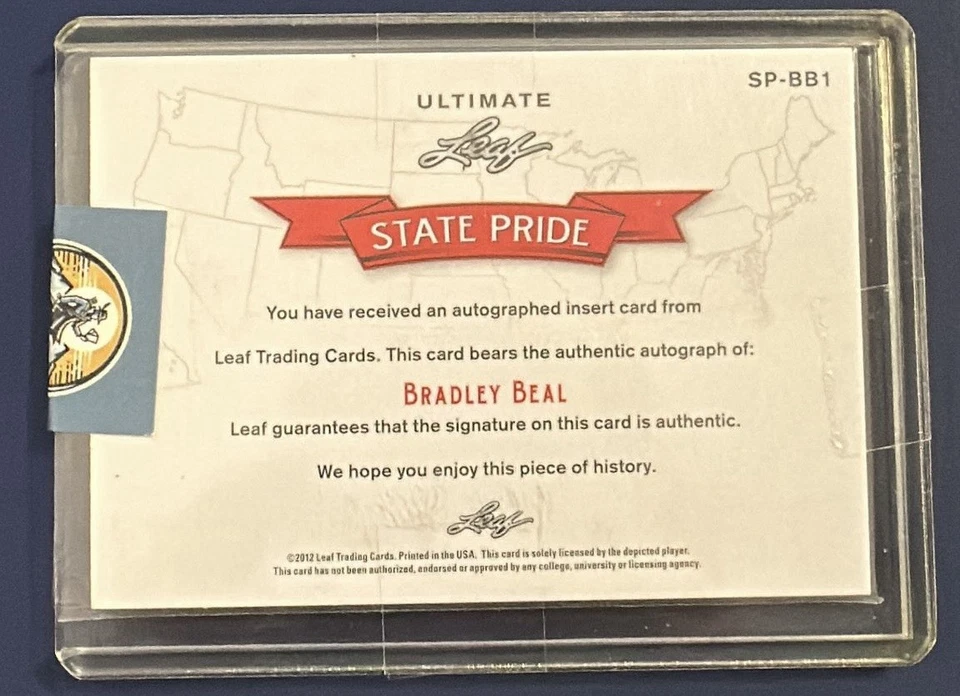 SP-BB1
ULTIMATE
Leaf
STATE PRIDE
You have received an autographed insert card from
Leaf Trading Cards. This card bears the authentic autograph of:
BRADLEY BEAL
Leaf guarantees that the signature on this card is authentic.
We hope you enjoy this piece of history.
Leaf
©2012 Leaf Trading Cards. Printed in the USA. This card is solely licensed by the depicted player.
This card has not been authorized, endorsed or approved by any college, university or licensing agency.